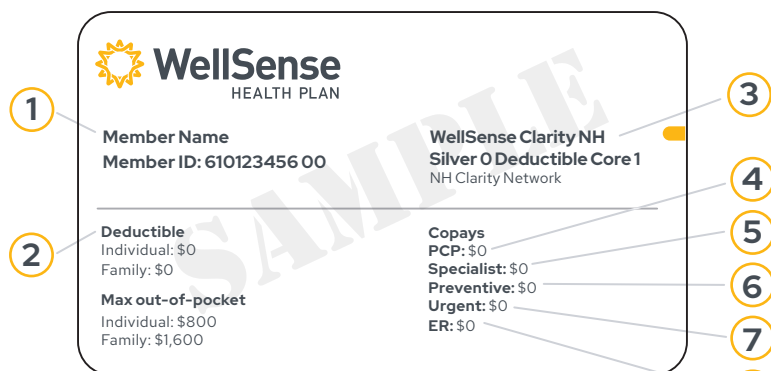 WellSense
HEALTH PLAN
SAMPLE
1
Member Name
Member ID: 610123456 00
3
WellSense Clarity NH
Silver 0 Deductible Core 1
NH Clarity Network
2
Deductible
Individual: $0
Family: $0
Max out-of-pocket
Individual: $800
Family: $1,600
4
5
6
7
Copays
PCP: $0
Specialist: $0
Preventive: $0
Urgent: $0
ER: $0